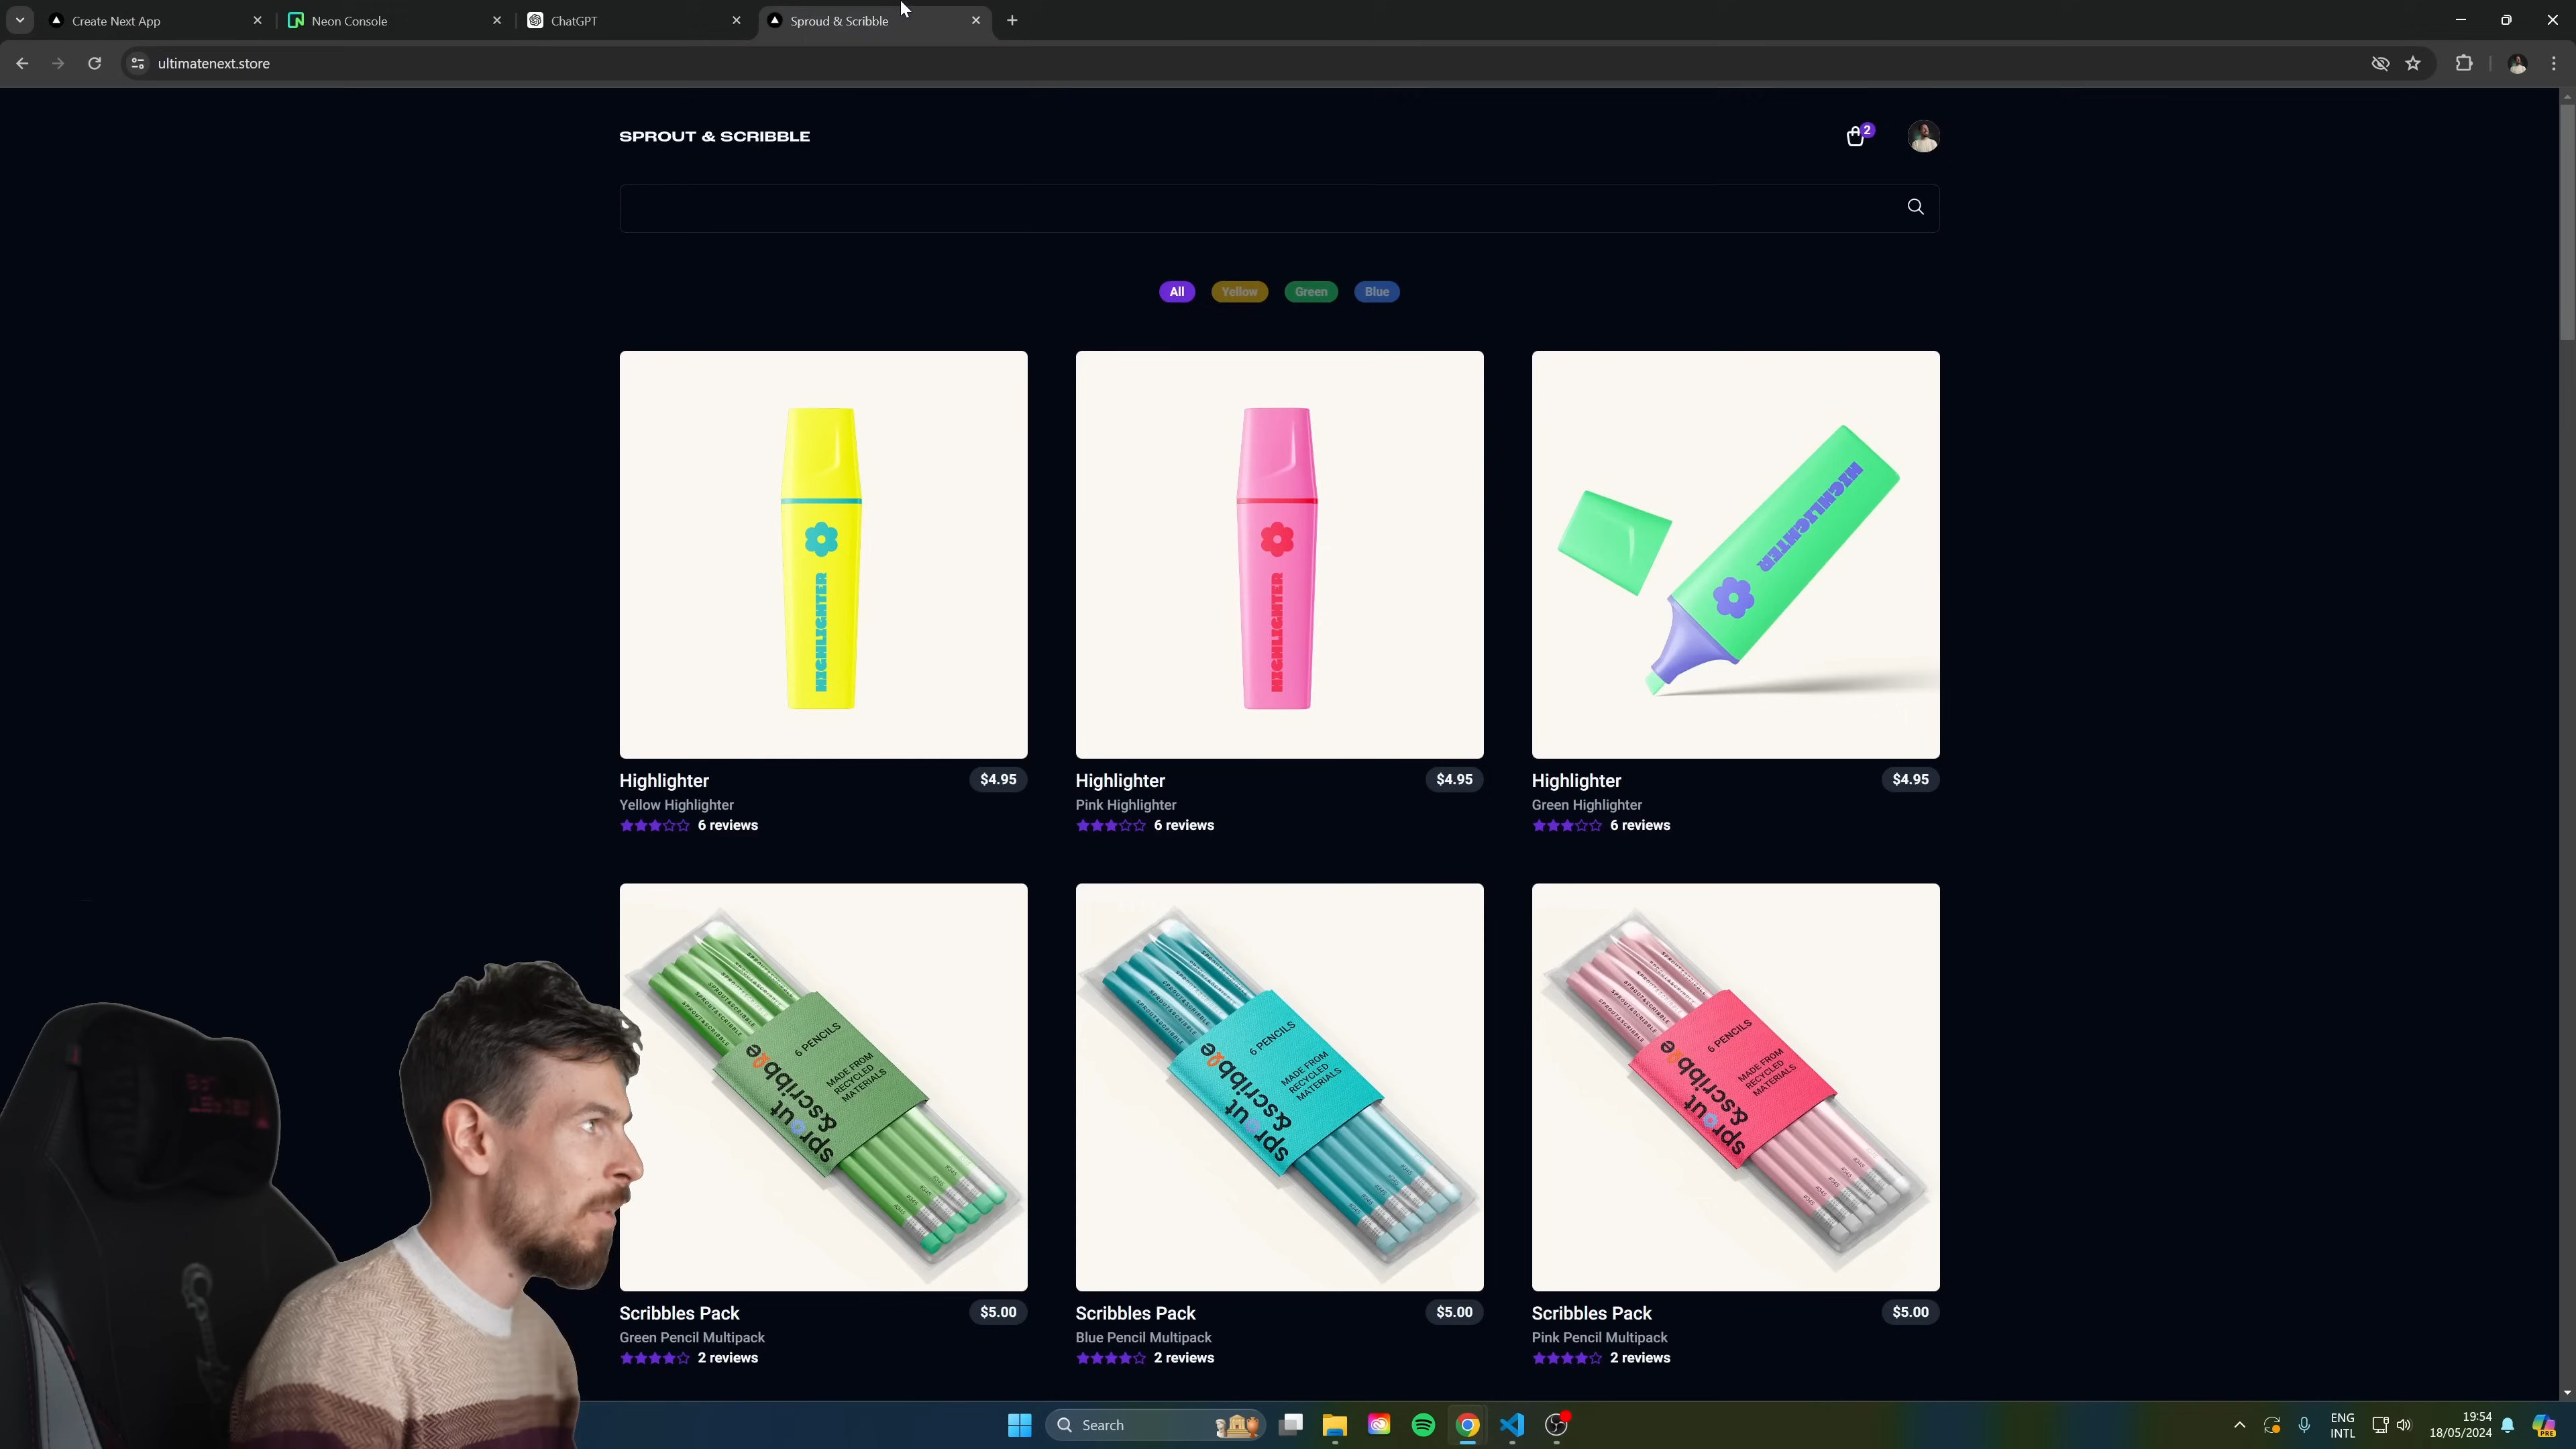 Create Next App
Neon Console
ChatGPT
Sproud & Scribble
ultimatenext.store
SPROUT & SCRIBBLE
2
All
Yellow
Green
Blue
HIGHLIGHTER
HIGHLIGHTER
HIGHLIGHTER
Highlighter
$4.95
Yellow Highlighter
6 reviews
Highlighter
$4.95
Pink Highlighter
6 reviews
Highlighter
$4.95
Green Highlighter
6 reviews
6 PENCILS
MADE FROM
RECYCLED
MATERIALS
sprout
&scribble
6 PENCILS
MADE FROM
RECYCLED
MATERIALS
sprout
&scribble
6 PENCILS
MADE FROM
RECYCLED
MATERIALS
sprout
&scribble
Scribbles Pack
$5.00
Green Pencil Multipack
2 reviews
Scribbles Pack
$5.00
Blue Pencil Multipack
2 reviews
Scribbles Pack
$5.00
Pink Pencil Multipack
2 reviews
Search
ENG
INTL
19:54
18/05/2024
PRE